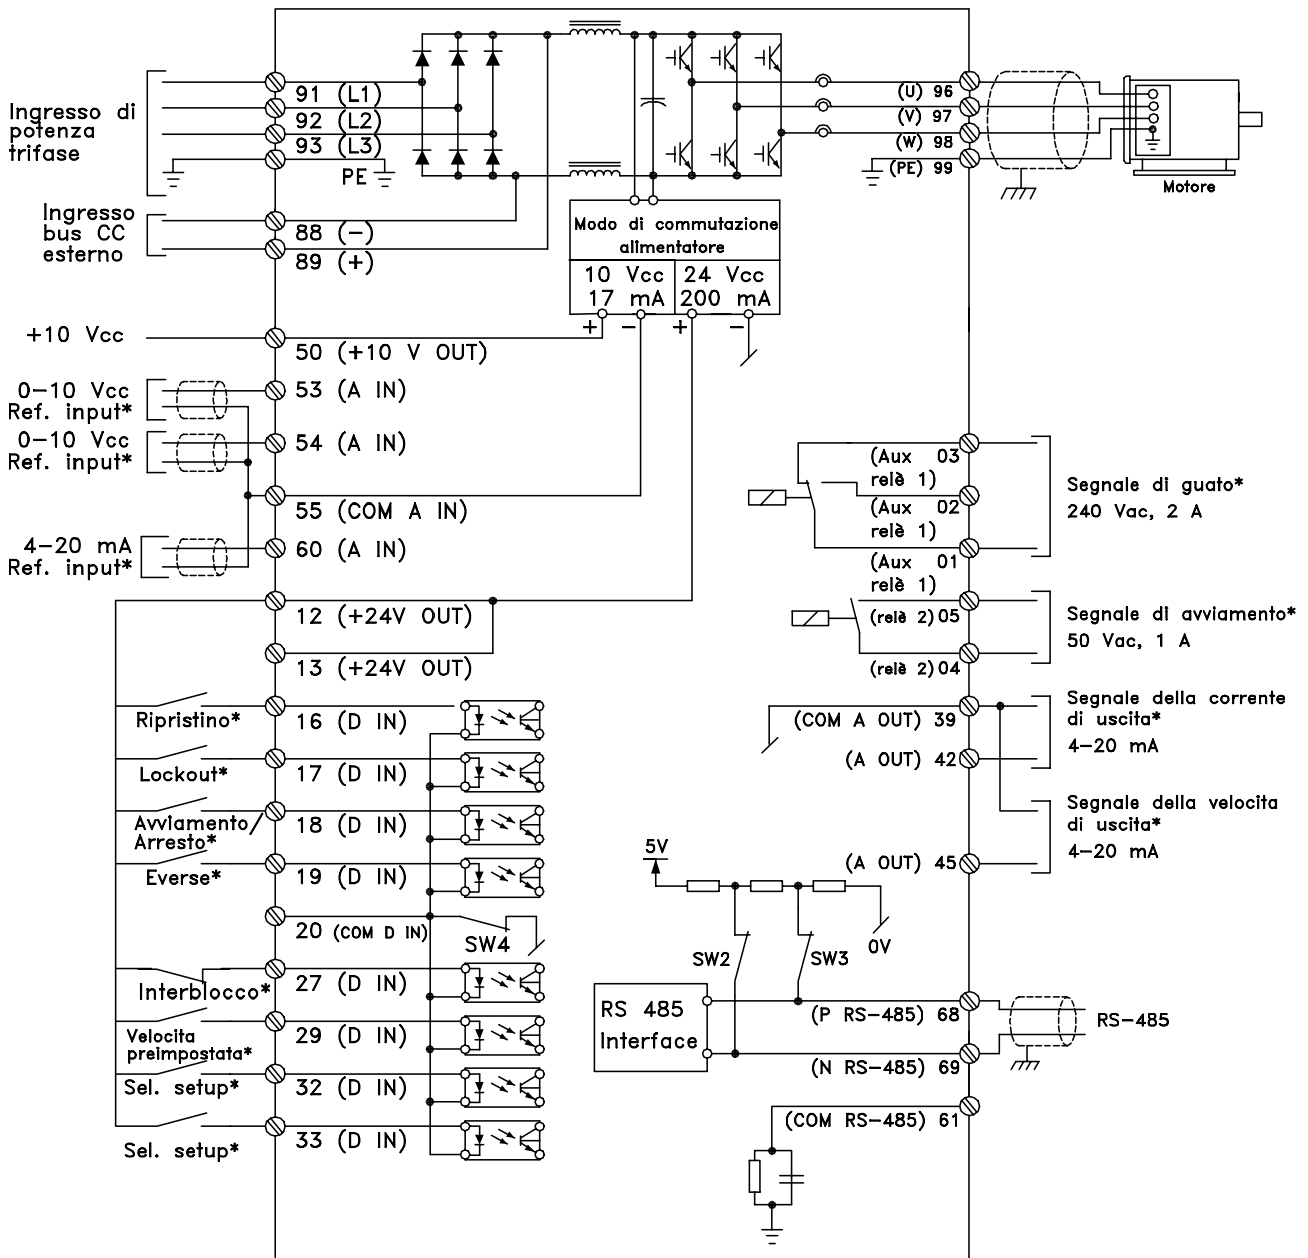 Ingresso di
potenza
trifase
91 (L1)
92 (L2)
93 (L3)
PE
Ingresso
bus CC
esterno
88 (−)
89 (+)
Modo di commutazione
alimentatore
10 Vcc
17 mA
24 Vcc
200 mA
+ − + −
(U) 96
(V) 97
(W) 98
(PE) 99
Motore
+10 Vcc
50 (+10 V OUT)
0−10 Vcc
Ref. input*
53 (A IN)
0−10 Vcc
Ref. input*
54 (A IN)
55 (COM A IN)
4−20 mA
Ref. input*
60 (A IN)
12 (+24V OUT)
13 (+24V OUT)
Ripristino*
16 (D IN)
Lockout*
17 (D IN)
Avviamento/
Arresto*
18 (D IN)
Everse*
19 (D IN)
20 (COM D IN)
SW4
Interblocco*
27 (D IN)
Velocita
preimpostata*
29 (D IN)
Sel. setup*
32 (D IN)
Sel. setup*
33 (D IN)
(Aux 03
relè 1)
(Aux 02
relè 1)
(Aux 01
relè 1)
Segnale di guato*
240 Vac, 2 A
(relè 2) 05
(relè 2) 04
Segnale di avviamento*
50 Vac, 1 A
(COM A OUT) 39
(A OUT) 42
Segnale della corrente
di uscita*
4−20 mA
Segnale della velocita
di uscita*
4−20 mA
(A OUT) 45
5V
0V
SW2
SW3
RS 485
Interface
(P RS−485) 68
(N RS−485) 69
RS−485
(COM RS−485) 61